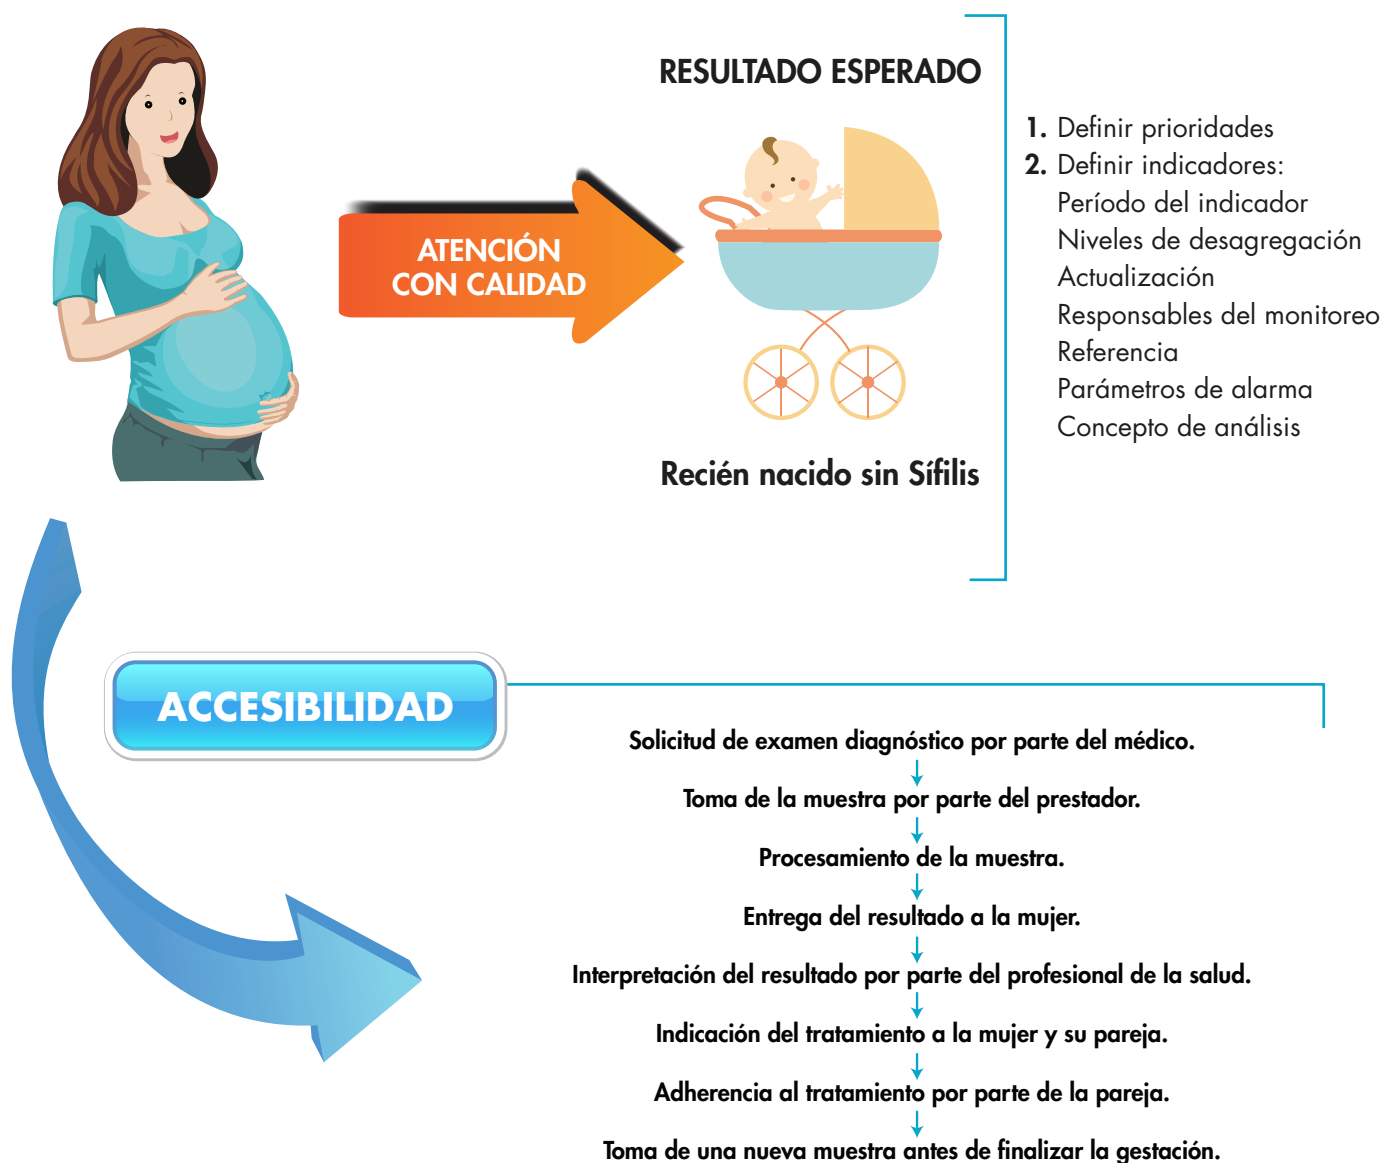 RESULTADO ESPERADO
ATENCIÓN
CON CALIDAD
Recién nacido sin Sífilis
1. Definir prioridades
2. Definir indicadores:
Período del indicador
Niveles de desagregación
Actualización
Responsables del monitoreo
Referencia
Parámetros de alarma
Concepto de análisis
ACCESIBILIDAD
Solicitud de examen diagnóstico por parte del médico.
Toma de la muestra por parte del prestador.
Procesamiento de la muestra.
Entrega del resultado a la mujer.
Interpretación del resultado por parte del profesional de la salud.
Indicación del tratamiento a la mujer y su pareja.
Adherencia al tratamiento por parte de la pareja.
Toma de una nueva muestra antes de finalizar la gestación.